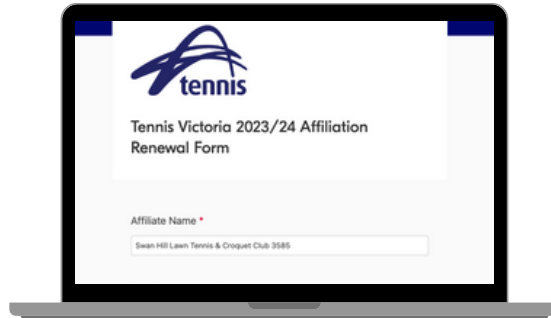 tennis
Tennis Victoria 2023/24 Affiliation
Renewal Form
Affiliate Name *
Swan Hill Lawn Tennis & Croquet Club 3585